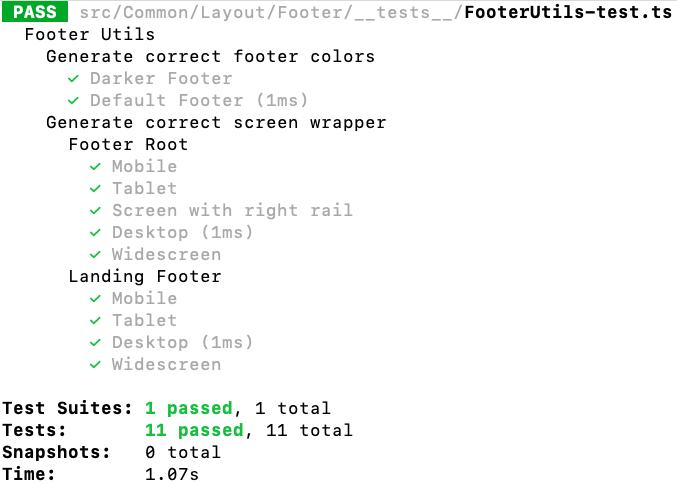 PASS src/Common/Layout/Footer/__tests__/FooterUtils-test.ts
Footer Utils
Generate correct footer colors
✓ Darker Footer
✓ Default Footer (1ms)
Generate correct screen wrapper
Footer Root
✓ Mobile
✓ Tablet
✓ Screen with right rail
✓ Desktop (1ms)
✓ Widescreen
Landing Footer
✓ Mobile
✓ Tablet
✓ Desktop (1ms)
✓ Widescreen
Test Suites: 1 passed, 1 total
Tests: 11 passed, 11 total
Snapshots: 0 total
Time: 1.07s